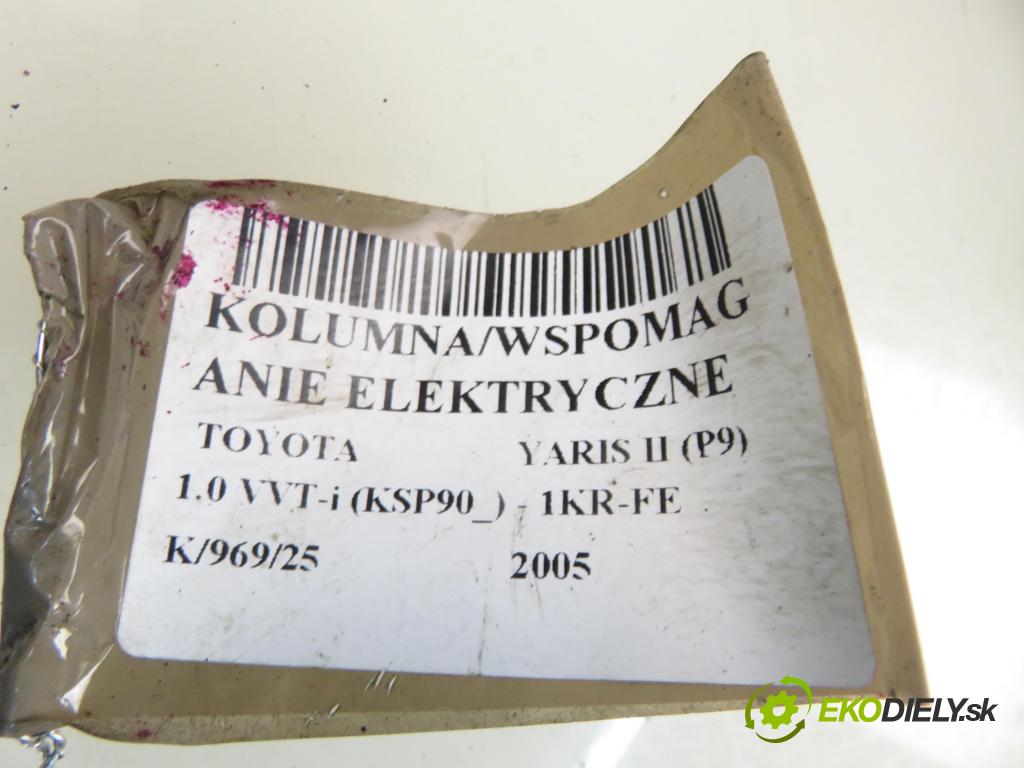 KOLUMNA/WSPOMAG
ANIE ELEKTRYCZNE
TOYOTA YARIS II (P9)
1.0 VVT-i (KSP90_) - 1KR-FE
K/969/25 2005
EKODIELY.sk